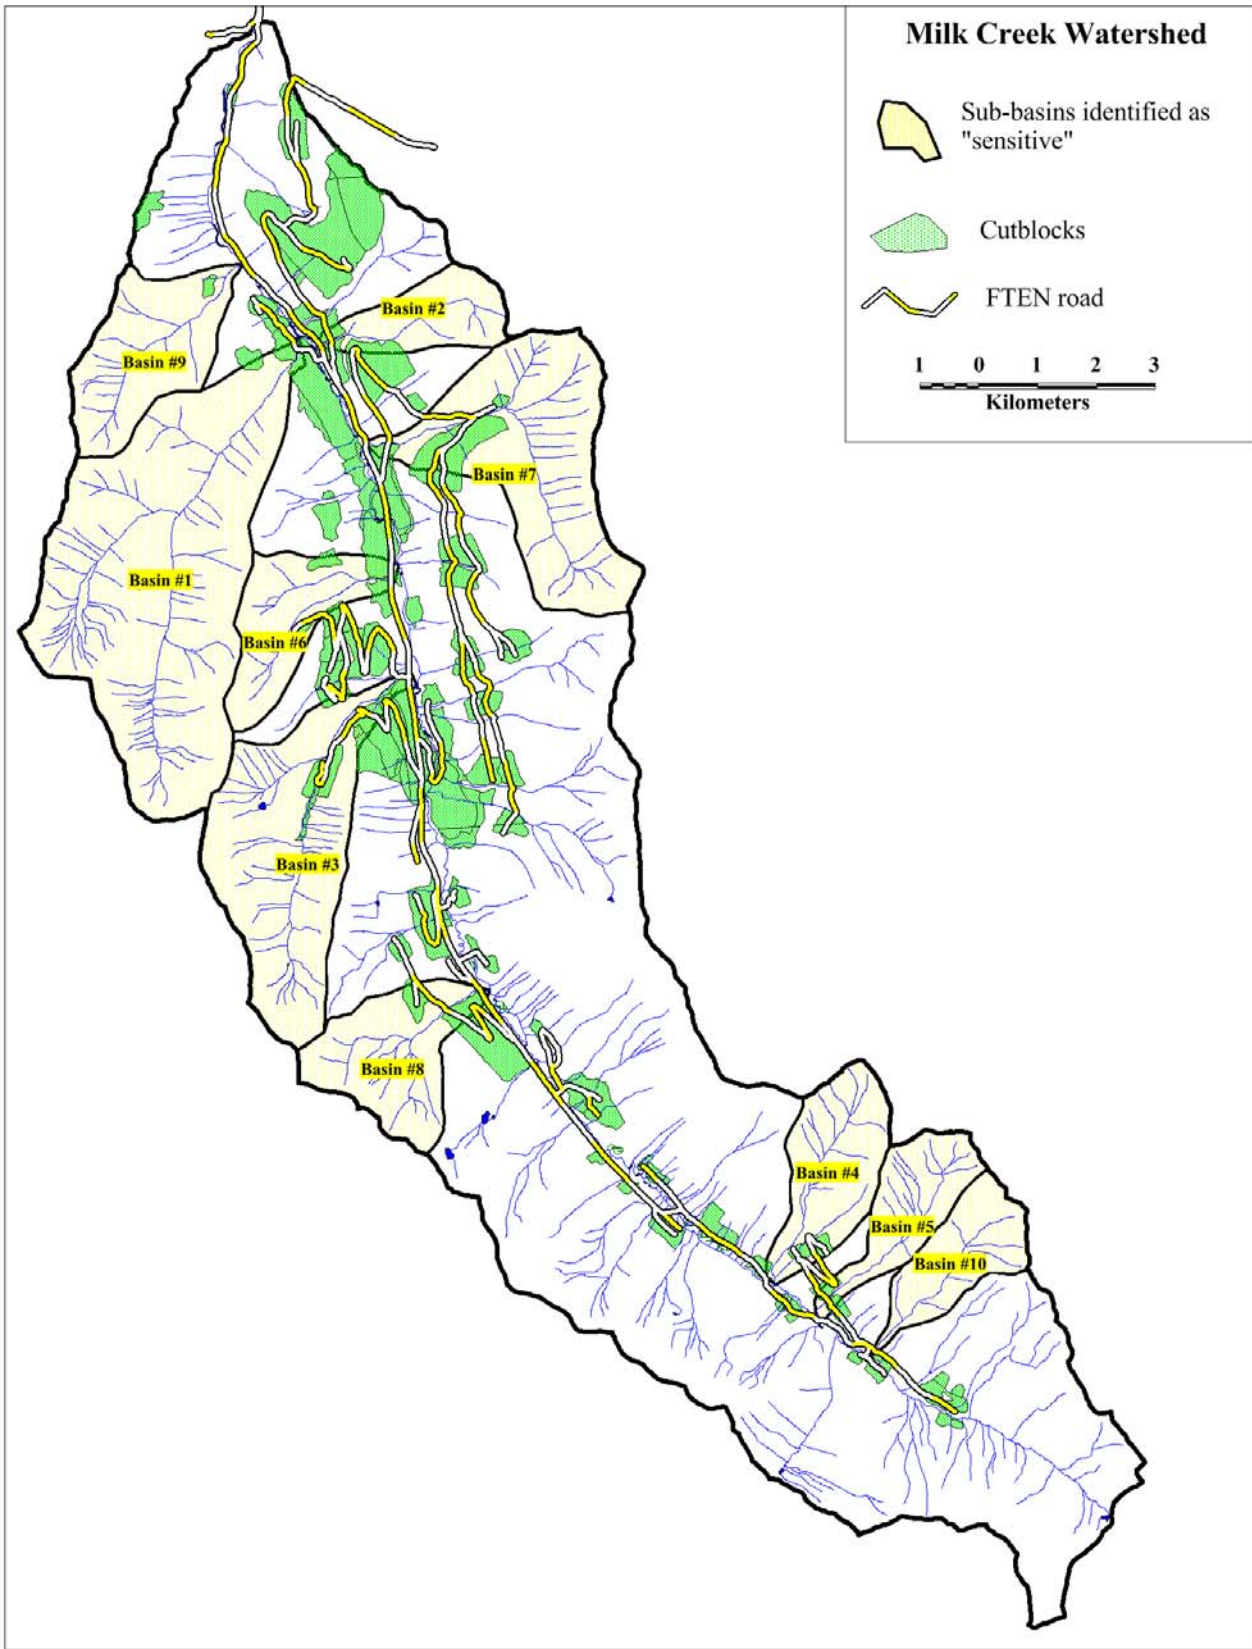 Milk Creek Watershed
Sub-basins identified as
"sensitive"
Cutblocks
FTEN road
1 0 1 2 3
Kilometers
Basin #2
Basin #9
Basin #7
Basin #1
Basin #6
Basin #3
Basin #8
Basin #4
Basin #5
Basin #10